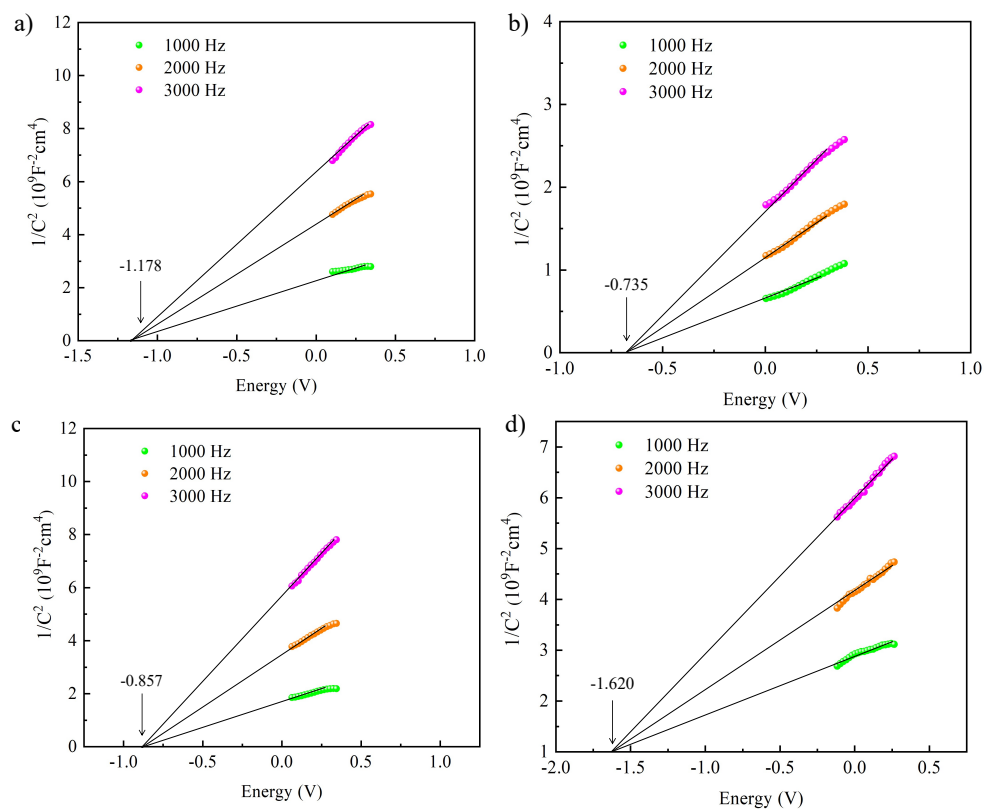 a)
12
10
8
6
4
2
0
1/C² (10⁹F⁻²cm⁴)
1000 Hz
2000 Hz
3000 Hz
-1.178
-1.5 -1.0 -0.5 0.0 0.5 1.0
Energy (V)
b)
4
3
2
1
0
1/C² (10⁹F⁻²cm⁴)
1000 Hz
2000 Hz
3000 Hz
-0.735
-1.0 -0.5 0.0 0.5 1.0
Energy (V)
c
12
10
8
6
4
2
0
1/C² (10⁹F⁻²cm⁴)
1000 Hz
2000 Hz
3000 Hz
-0.857
-1.0 -0.5 0.0 0.5 1.0
Energy (V)
d)
7
6
5
4
3
2
1
1/C² (10⁹F⁻²cm⁴)
1000 Hz
2000 Hz
3000 Hz
-1.620
-2.0 -1.5 -1.0 -0.5 0.0 0.5
Energy (V)